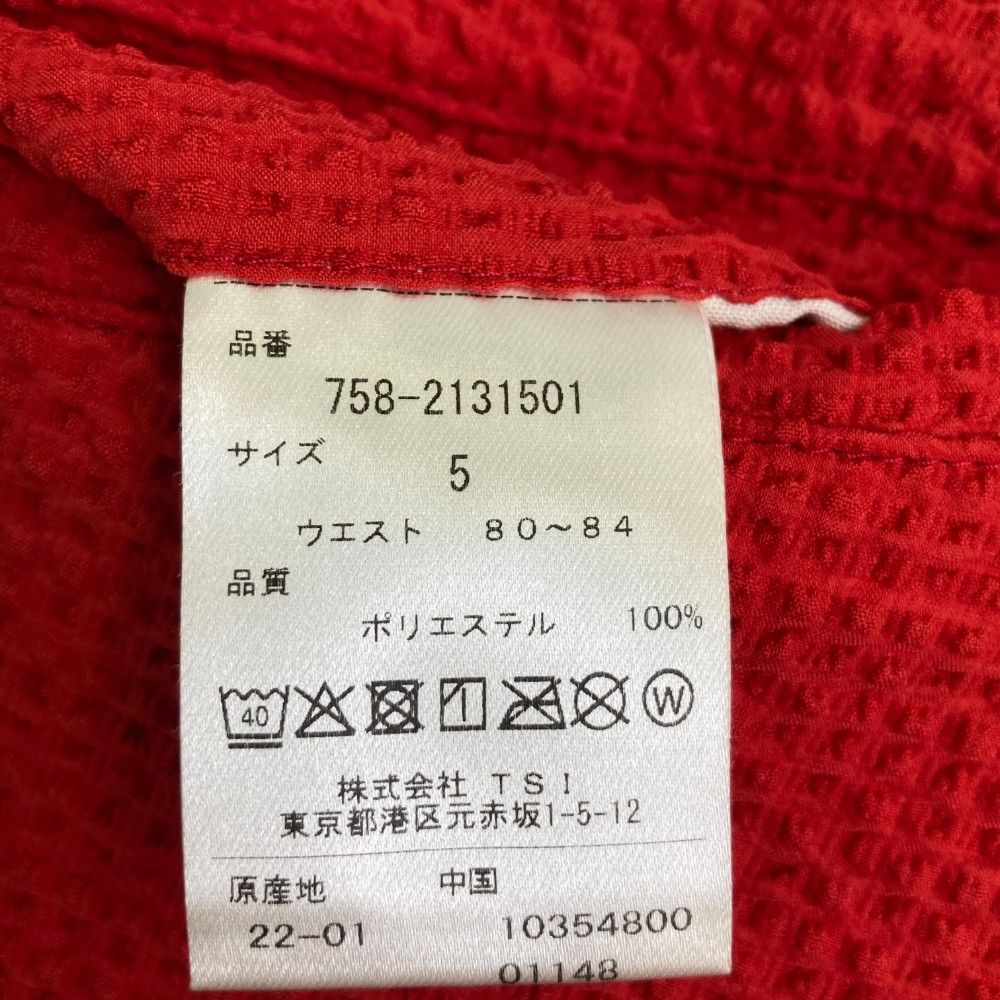 品番
758-2131501
サイズ
5
ウエスト 80～84
品質
ポリエステル 100%
40
W
株式会社 TSI
東京都港区元赤坂1-5-12
原産地 中国
22-01 10354800
01148